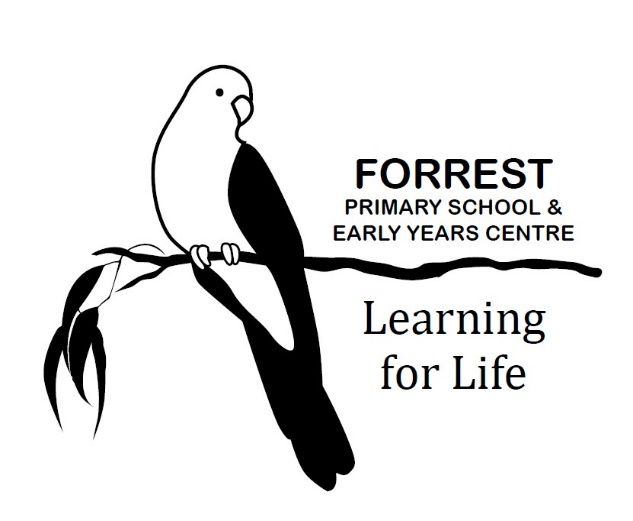 FORREST
PRIMARY SCHOOL &
EARLY YEARS CENTRE
Learning
for Life